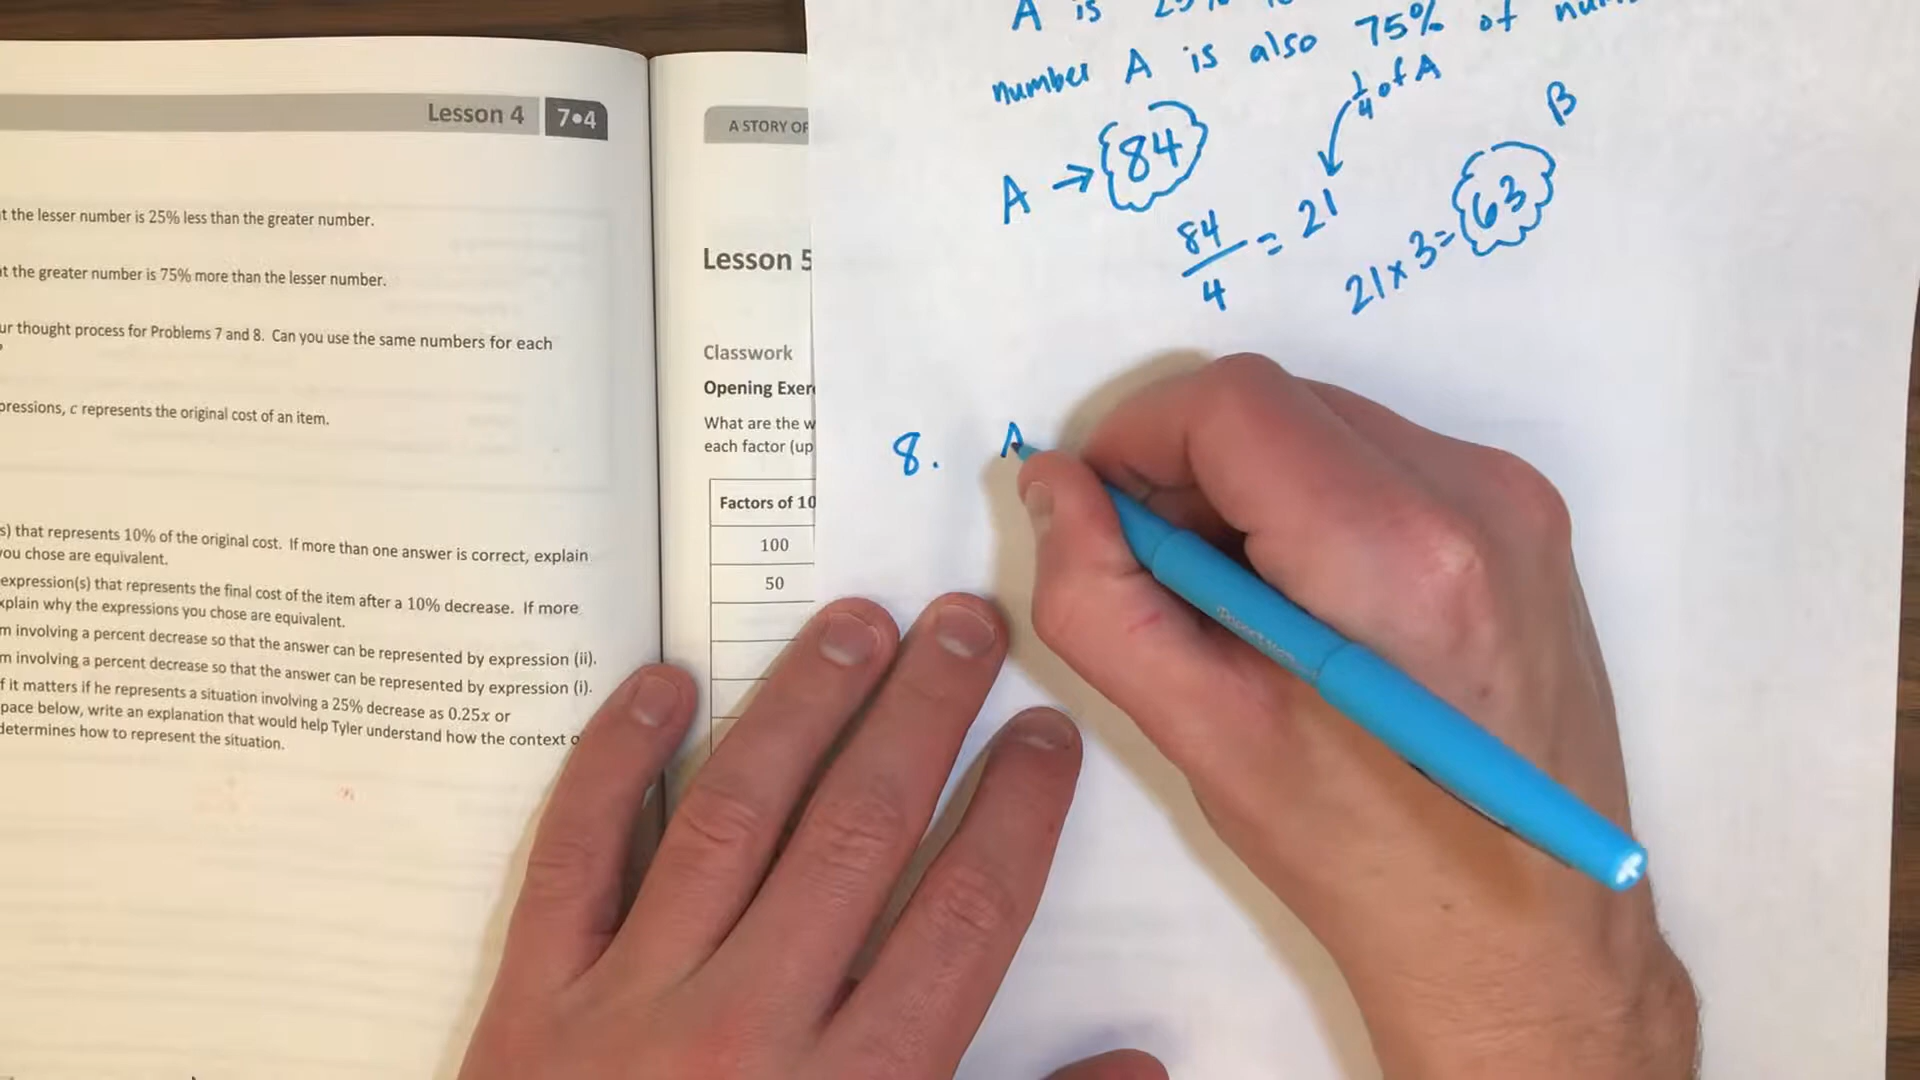 Lesson 4 7•4
t the lesser number is 25% less than the greater number.
t the greater number is 75% more than the lesser number.
ur thought process for Problems 7 and 8. Can you use the same numbers for each
?
pressions, c represents the original cost of an item.
s) that represents 10% of the original cost. If more than one answer is correct, explain
you chose are equivalent.
expression(s) that represents the final cost of the item after a 10% decrease. If more
xplain why the expressions you chose are equivalent.
m involving a percent decrease so that the answer can be represented by expression (ii).
m involving a percent decrease so that the answer can be represented by expression (i).
f it matters if he represents a situation involving a 25% decrease as 0.25x or
pace below, write an explanation that would help Tyler understand how the context o
determines how to represent the situation.
A STORY OF
Lesson 5
Classwork
Opening Exer
What are the w
each factor (up
Factors of 10
100
50
A is 25%
number A is also 75% of num
1/4 of A
A → 84
B
84/4 = 21
21 x 3 = 63
8. A